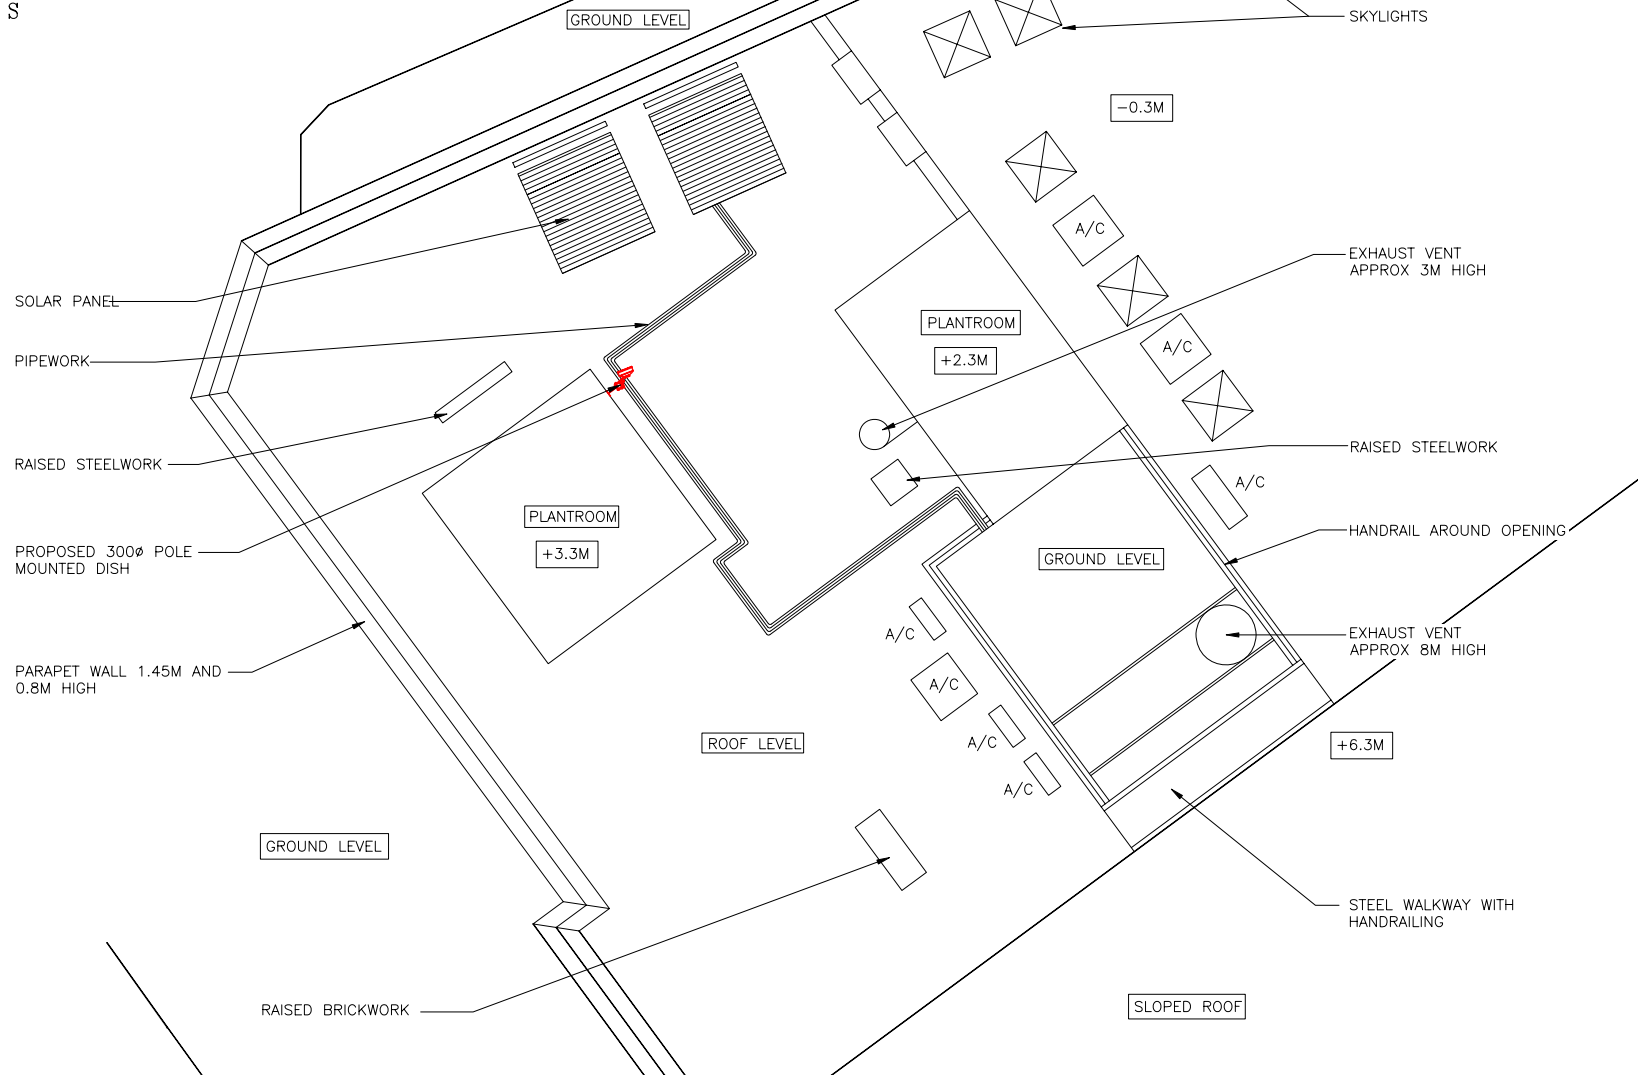 S
GROUND LEVEL
SKYLIGHTS
-0.3M
A/C
EXHAUST VENT
APPROX 3M HIGH
SOLAR PANEL
PLANTROOM
+2.3M
A/C
PIPEWORK
RAISED STEELWORK
RAISED STEELWORK
A/C
PLANTROOM
+3.3M
PROPOSED 300ø POLE
MOUNTED DISH
HANDRAIL AROUND OPENING
GROUND LEVEL
A/C
EXHAUST VENT
APPROX 8M HIGH
PARAPET WALL 1.45M AND
0.8M HIGH
A/C
A/C
ROOF LEVEL
+6.3M
A/C
GROUND LEVEL
STEEL WALKWAY WITH
HANDRAILING
RAISED BRICKWORK
SLOPED ROOF